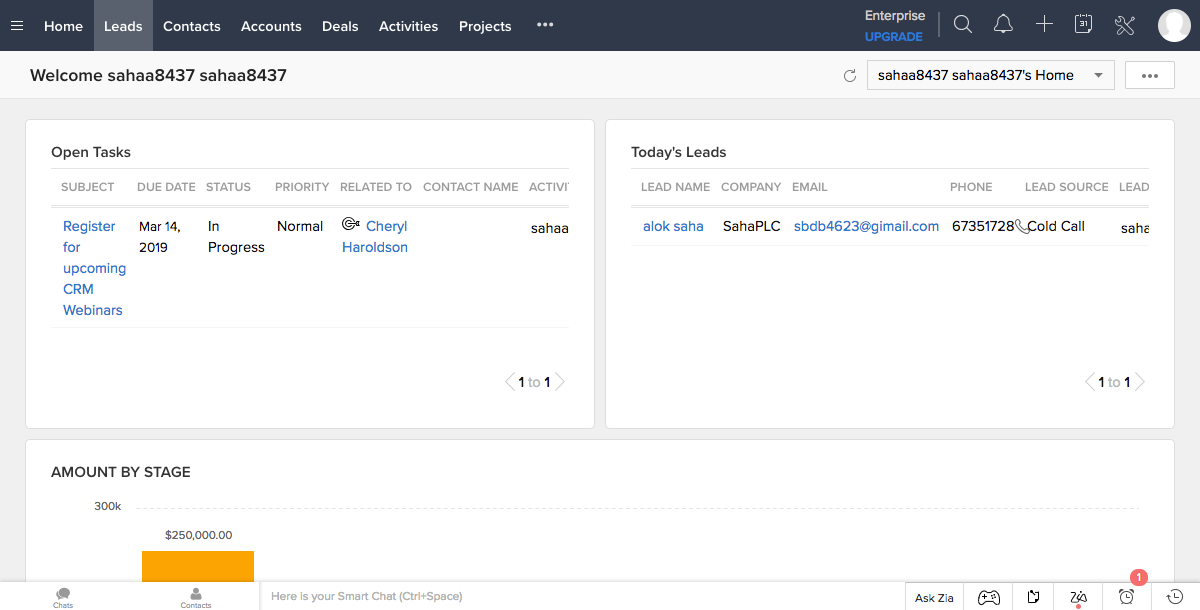 Home Leads Contacts Accounts Deals Activities Projects ••• Enterprise UPGRADE 31
Welcome sahaa8437 sahaa8437 sahaa8437 sahaa8437's Home •••
Open Tasks
SUBJECT DUE DATE STATUS PRIORITY RELATED TO CONTACT NAME ACTIVI
Register Mar 14, In Normal Cheryl sahaa
for 2019 Progress Haroldson
upcoming
CRM
Webinars
1 to 1
Today's Leads
LEAD NAME COMPANY EMAIL PHONE LEAD SOURCE LEAD
alok saha SahaPLC sbdb4623@gimail.com 67351728 Cold Call saha
1 to 1
AMOUNT BY STAGE
300k
$250,000.00
Chats Contacts Here is your Smart Chat (Ctrl+Space) Ask Zia 1